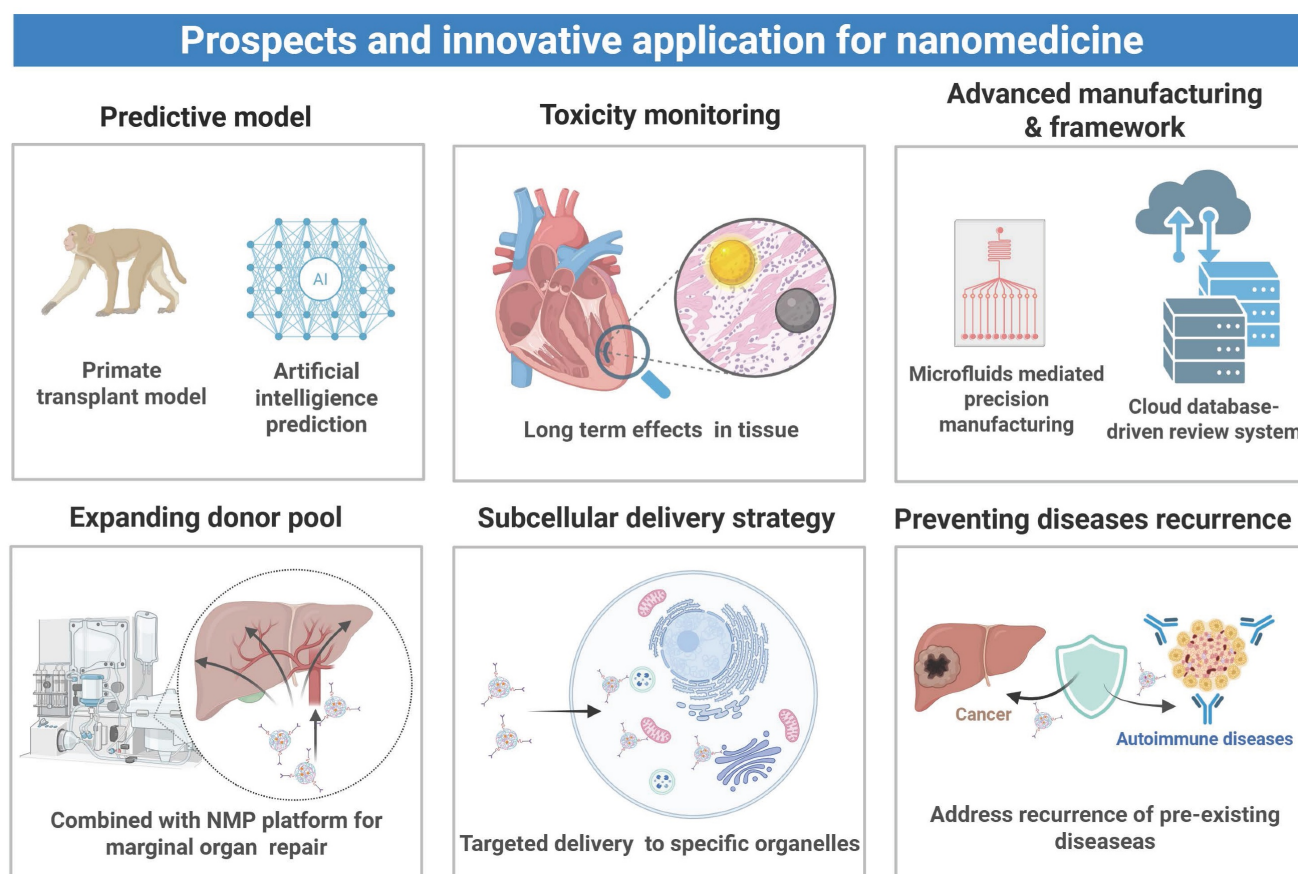 Prospects and innovative application for nanomedicine
Predictive model
AI
Primate
transplant model
Artificial
intelligience
prediction
Toxicity monitoring
Long term effects in tissue
Advanced manufacturing
& framework
Microfluids mediated
precision
manufacturing
Cloud database-
driven review system
Expanding donor pool
Combined with NMP platform for
marginal organ repair
Subcellular delivery strategy
Targeted delivery to specific organelles
Preventing diseases recurrence
Cancer
Autoimmune diseases
Address recurrence of pre-existing
diseaseas